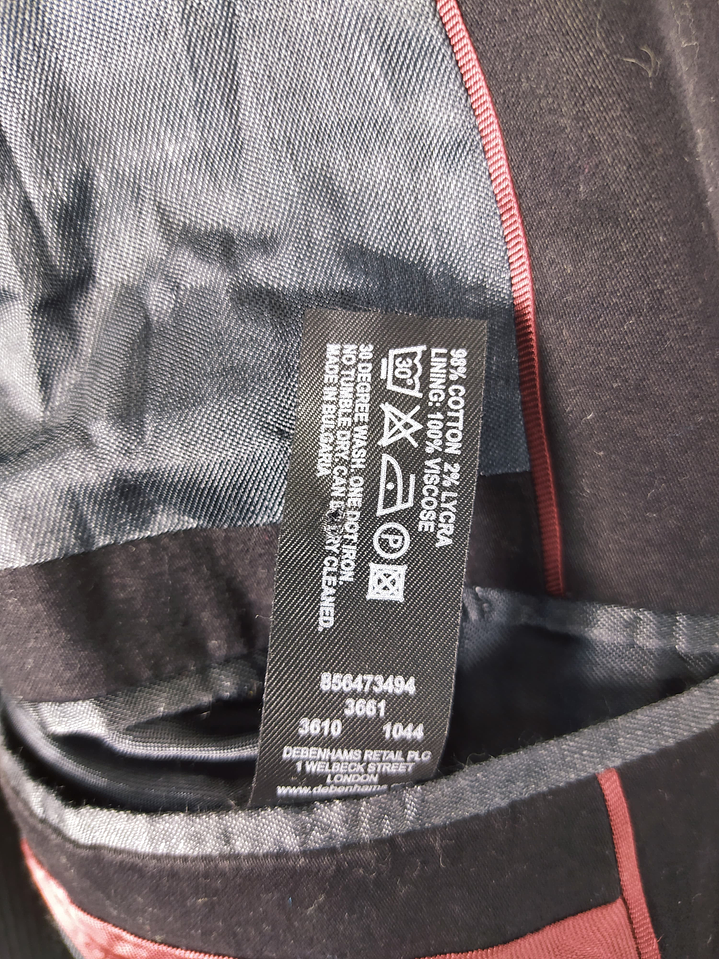 98% COTTON 2% LYCRA
LINING: 100% VISCOSE
30°
P
30 DEGREE WASH. ONE DOT IRON.
NO TUMBLE DRY. CAN BE DRY CLEANED.
MADE IN BULGARIA
856473494
3661
3610 1044
DEBENHAMS RETAIL PLC
1 WELBECK STREET
LONDON